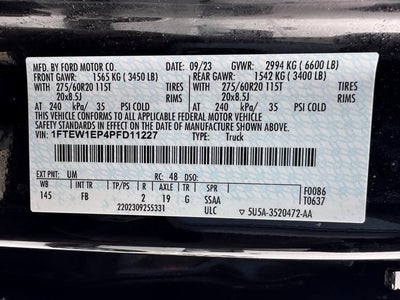 MFD. BY FORD MOTOR CO. 09/23 GVWR: 2994 KG ( 6600 LB)
FRONT GAWR: 1565 KG ( 3450 LB) REAR GAWR: 1542 KG ( 3400 LB)
WITH 275/60R20 115T TIRES WITH 275/60R20 115T TIRES
20x8.5J RIMS 20x8.5J RIMS
AT 240 kPa/ 35 PSI COLD AT 240 kPa/ 35 PSI COLD
THIS VEHICLE CONFORMS TO ALL APPLICABLE FEDERAL MOTOR VEHICLE
SAFETY STANDARDS IN EFFECT ON THE DATE OF MANUFACTURE SHOWN ABOVE.
VIN: 1FTEW1EP4PFD11227 TYPE: Truck
EXT PNT: UM RC: 48 DSO: F0086
WB INT TR TP/PS R AXLE TR SPR T0637
145 FB 2 19 G SSAA
2202309255331 ULC 5U5A-3520472-AA